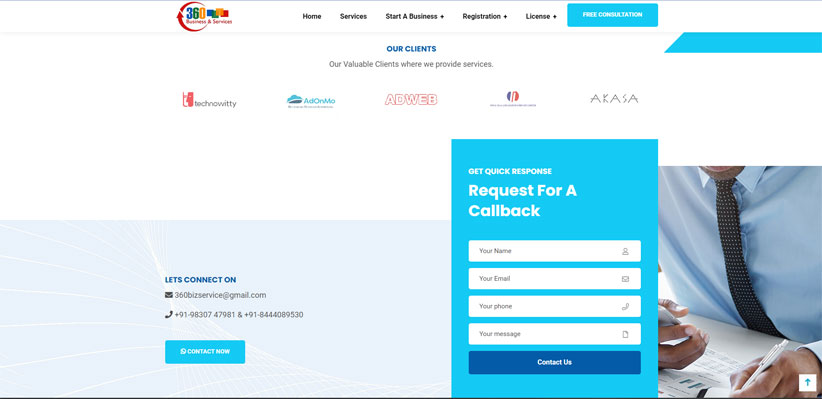 360
Business & Services
Home
Services
Start A Business +
Registration +
License +
FREE CONSULTATION
OUR CLIENTS
Our Valuable Clients where we provide services.
technowitty
AdOnMo
ADWEB
AKASA
GET QUICK RESPONSE
Request For A
Callback
Your Name
Your Email
Your phone
Your message
Contact Us
LETS CONNECT ON
360bizservice@gmail.com
+91-98307 47981 & +91-8444089530
CONTACT NOW